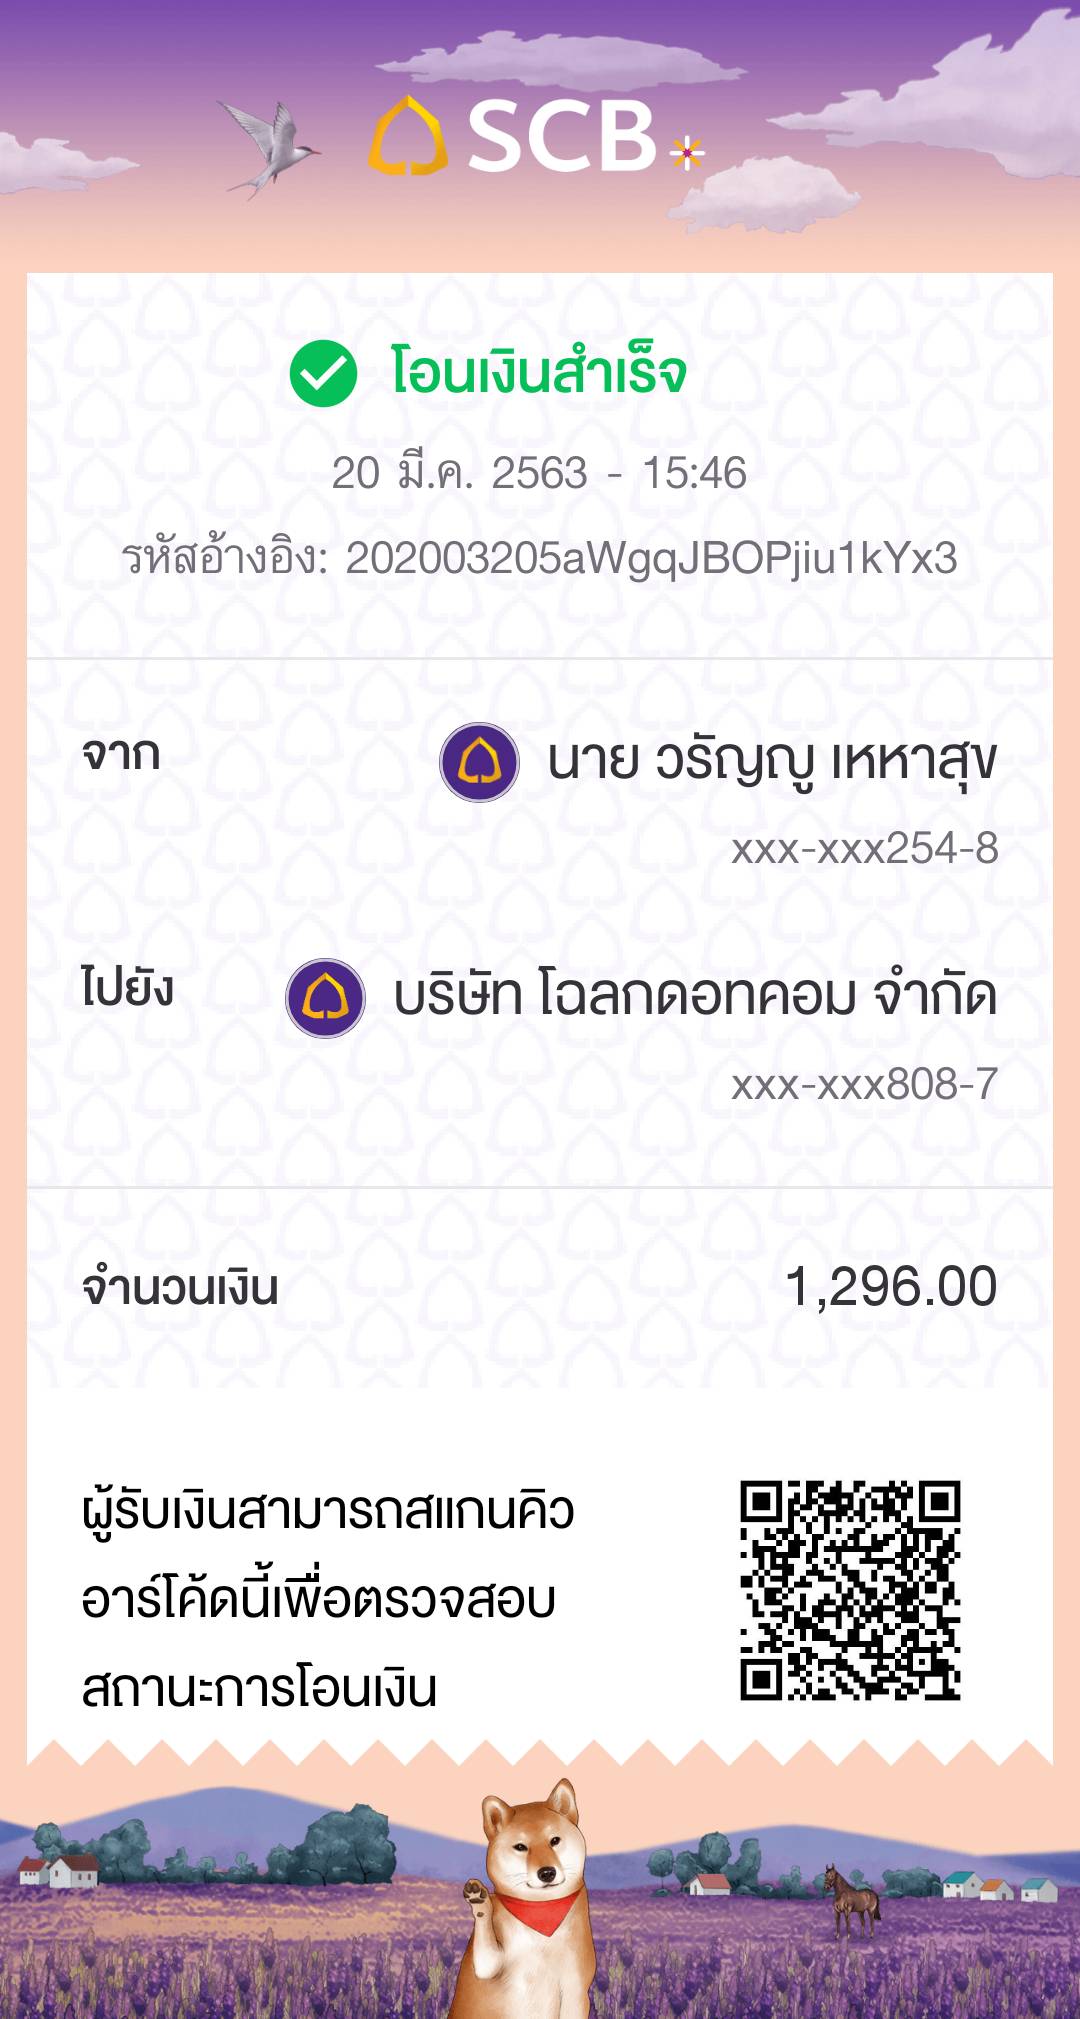 SCB
โอนเงินสำเร็จ
20 มี.ค. 2563 - 15:46
รหัสอ้างอิง: 202003205aWgqJBOPjiu1kYx3
จาก
นาย วรัญญู เหหาสุข
xxx-xxx254-8
ไปยัง
บริษัท โฉลกดอทคอม จำกัด
xxx-xxx808-7
จำนวนเงิน
1,296.00
ผู้รับเงินสามารถสแกนคิว
อาร์โค้ดนี้เพื่อตรวจสอบ
สถานะการโอนเงิน